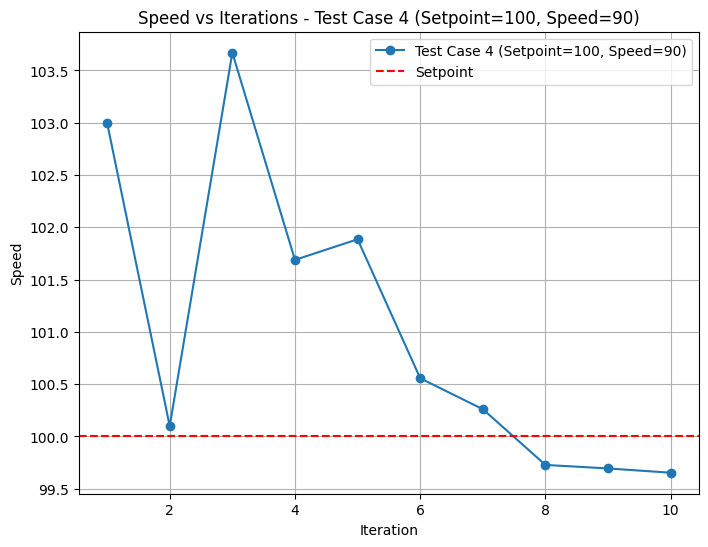 Speed vs Iterations - Test Case 4 (Setpoint=100, Speed=90)
Test Case 4 (Setpoint=100, Speed=90)
Setpoint
103.5
103.0
102.5
102.0
101.5
101.0
100.5
100.0
99.5
Speed
2 4 6 8 10
Iteration